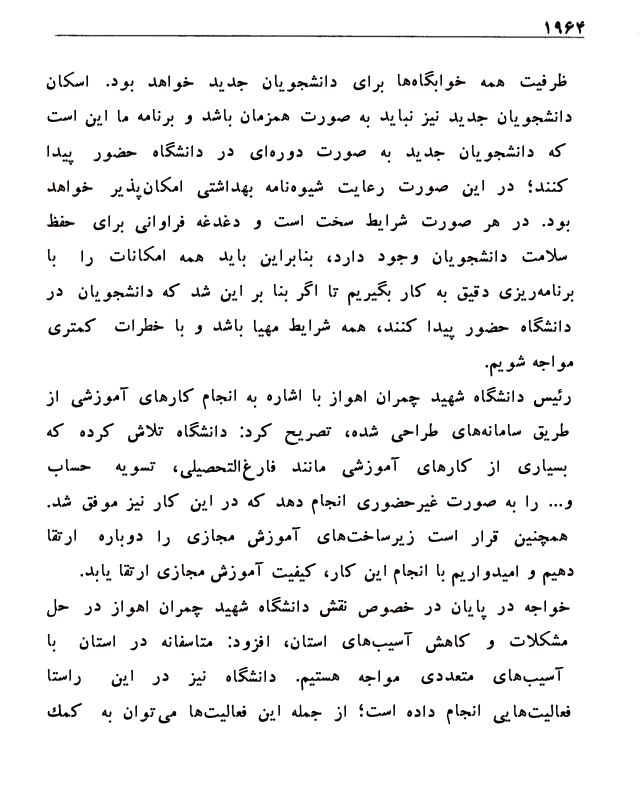 ۱۹۶۴
ظرفیت همه خوابگاه‌ها برای دانشجویان جدید خواهد بود. اسکان
دانشجویان جدید نیز نباید به صورت همزمان باشد و برنامه ما این است
که دانشجویان جدید به صورت دوره‌ای در دانشگاه حضور پیدا
کنند؛ در این صورت رعایت شیوه‌نامه بهداشتی امکان‌پذیر خواهد
بود. در هر صورت شرایط سخت است و دغدغه فراوانی برای حفظ
سلامت دانشجویان وجود دارد، بنابراین باید همه امکانات را با
برنامه‌ریزی دقیق به کار بگیریم تا اگر بنا بر این شد که دانشجویان در
دانشگاه حضور پیدا کنند، همه شرایط مهیا باشد و با خطرات کمتری
مواجه شویم.
رئیس دانشگاه شهید چمران اهواز با اشاره به انجام کارهای آموزشی از
طریق سامانه‌های طراحی شده، تصریح کرد: دانشگاه تلاش کرده که
بسیاری از کارهای آموزشی مانند فارغ‌التحصیلی، تسویه حساب
و... را به صورت غیرحضوری انجام دهد که در این کار نیز موفق شد.
همچنین قرار است زیرساخت‌های آموزش مجازی را دوباره ارتقا
دهیم و امیدواریم با انجام این کار، کیفیت آموزش مجازی ارتقا یابد.
خواجه در پایان در خصوص نقش دانشگاه شهید چمران اهواز در حل
مشکلات و کاهش آسیب‌های استان، افزود: متاسفانه در استان با
آسیب‌های متعددی مواجه هستیم. دانشگاه نیز در این راستا
فعالیت‌هایی انجام داده است؛ از جمله این فعالیت‌ها می‌توان به کمك